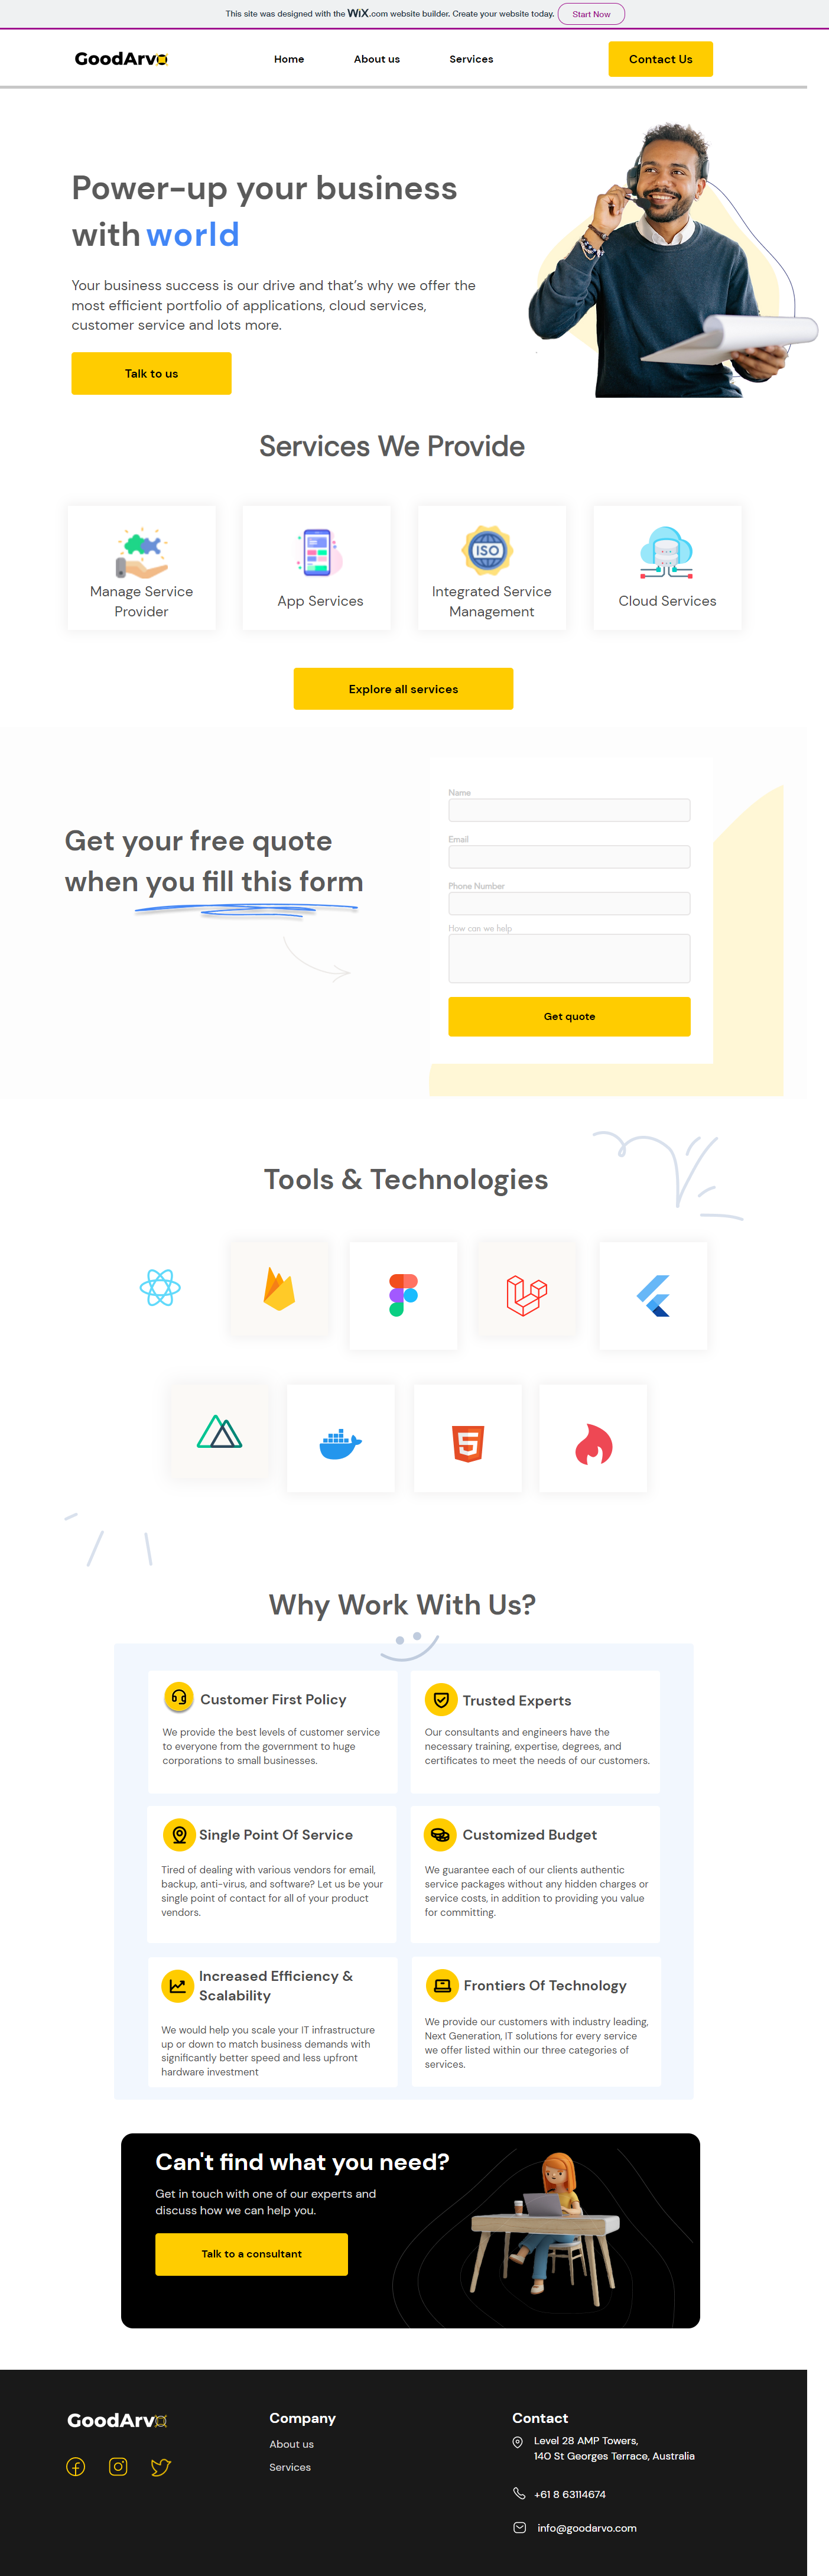 This site was designed with the WiX.com website builder. Create your website today. Start Now
GoodArvo
Home
About us
Services
Contact Us
Power-up your business
with world
Your business success is our drive and that's why we offer the
most efficient portfolio of applications, cloud services,
customer service and lots more.
Talk to us
Services We Provide
Manage Service
Provider
App Services
ISO
Integrated Service
Management
Cloud Services
Explore all services
Get your free quote
when you fill this form
Name
Email
Phone Number
How can we help
Get quote
Tools & Technologies
5
Why Work With Us?
Customer First Policy
We provide the best levels of customer service
to everyone from the government to huge
corporations to small businesses.
Trusted Experts
Our consultants and engineers have the
necessary training, expertise, degrees, and
certificates to meet the needs of our customers.
Single Point Of Service
Tired of dealing with various vendors for email,
backup, anti-virus, and software? Let us be your
single point of contact for all of your product
vendors.
Customized Budget
We guarantee each of our clients authentic
service packages without any hidden charges or
service costs, in addition to providing you value
for committing.
Increased Efficiency &
Scalability
We would help you scale your IT infrastructure
up or down to match business demands with
significantly better speed and less upfront
hardware investment
Frontiers Of Technology
We provide our customers with industry leading,
Next Generation, IT solutions for every service
we offer listed within our three categories of
services.
Can't find what you need?
Get in touch with one of our experts and
discuss how we can help you.
Talk to a consultant
GoodArvo
Company
About us
Services
Contact
Level 28 AMP Towers,
140 St Georges Terrace, Australia
+61 8 63114674
info@goodarvo.com